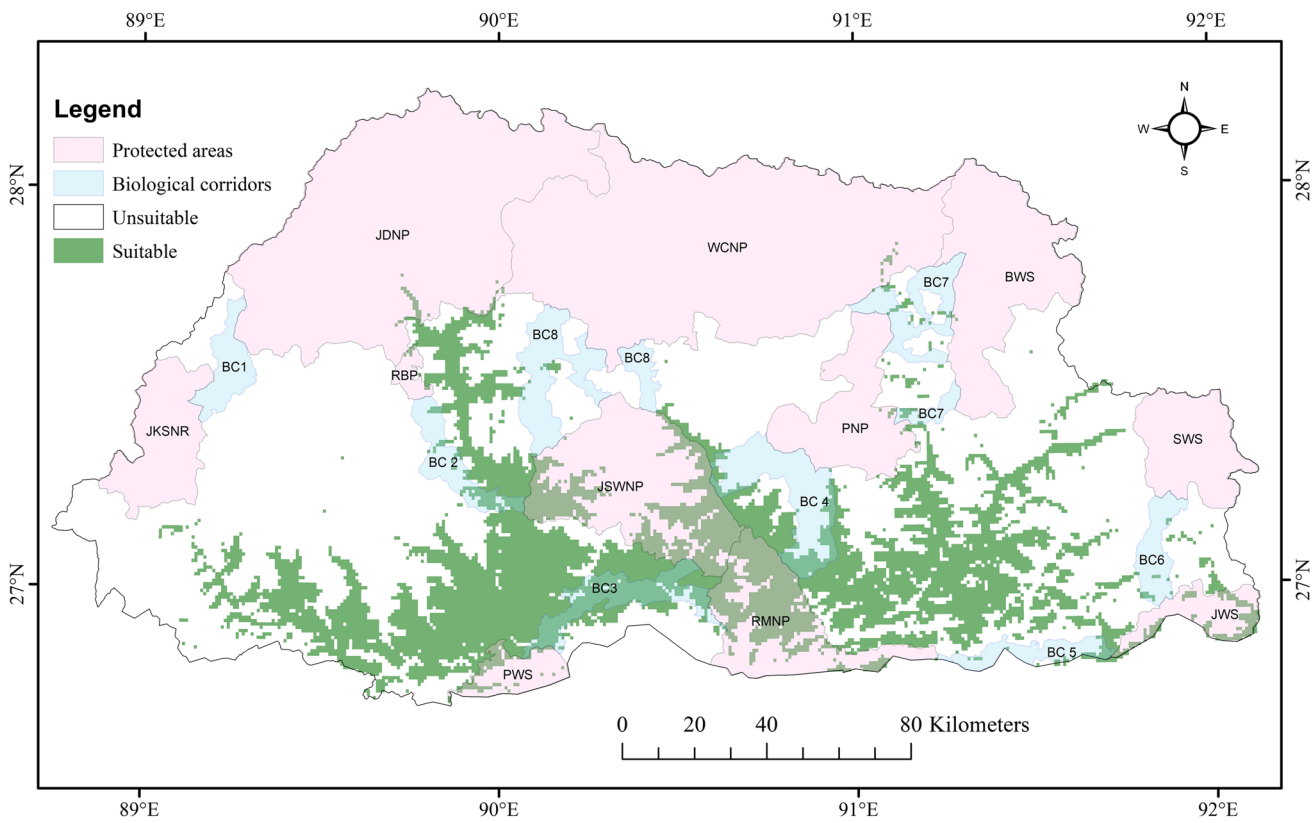 89°E 90°E 91°E 92°E
N
W E
S
Legend
Protected areas
Biological corridors
Unsuitable
Suitable
28°N
28°N
JDNP
WCNP
BWS
BC7
BC8
BC8
BC1
RBP
BC7
JKSNR
PNP
SWS
BC 2
JSWNP
BC 4
BC6
27°N
27°N
BC3
RMNP
JWS
BC 5
PWS
0 20 40 80 Kilometers
89°E 90°E 91°E 92°E